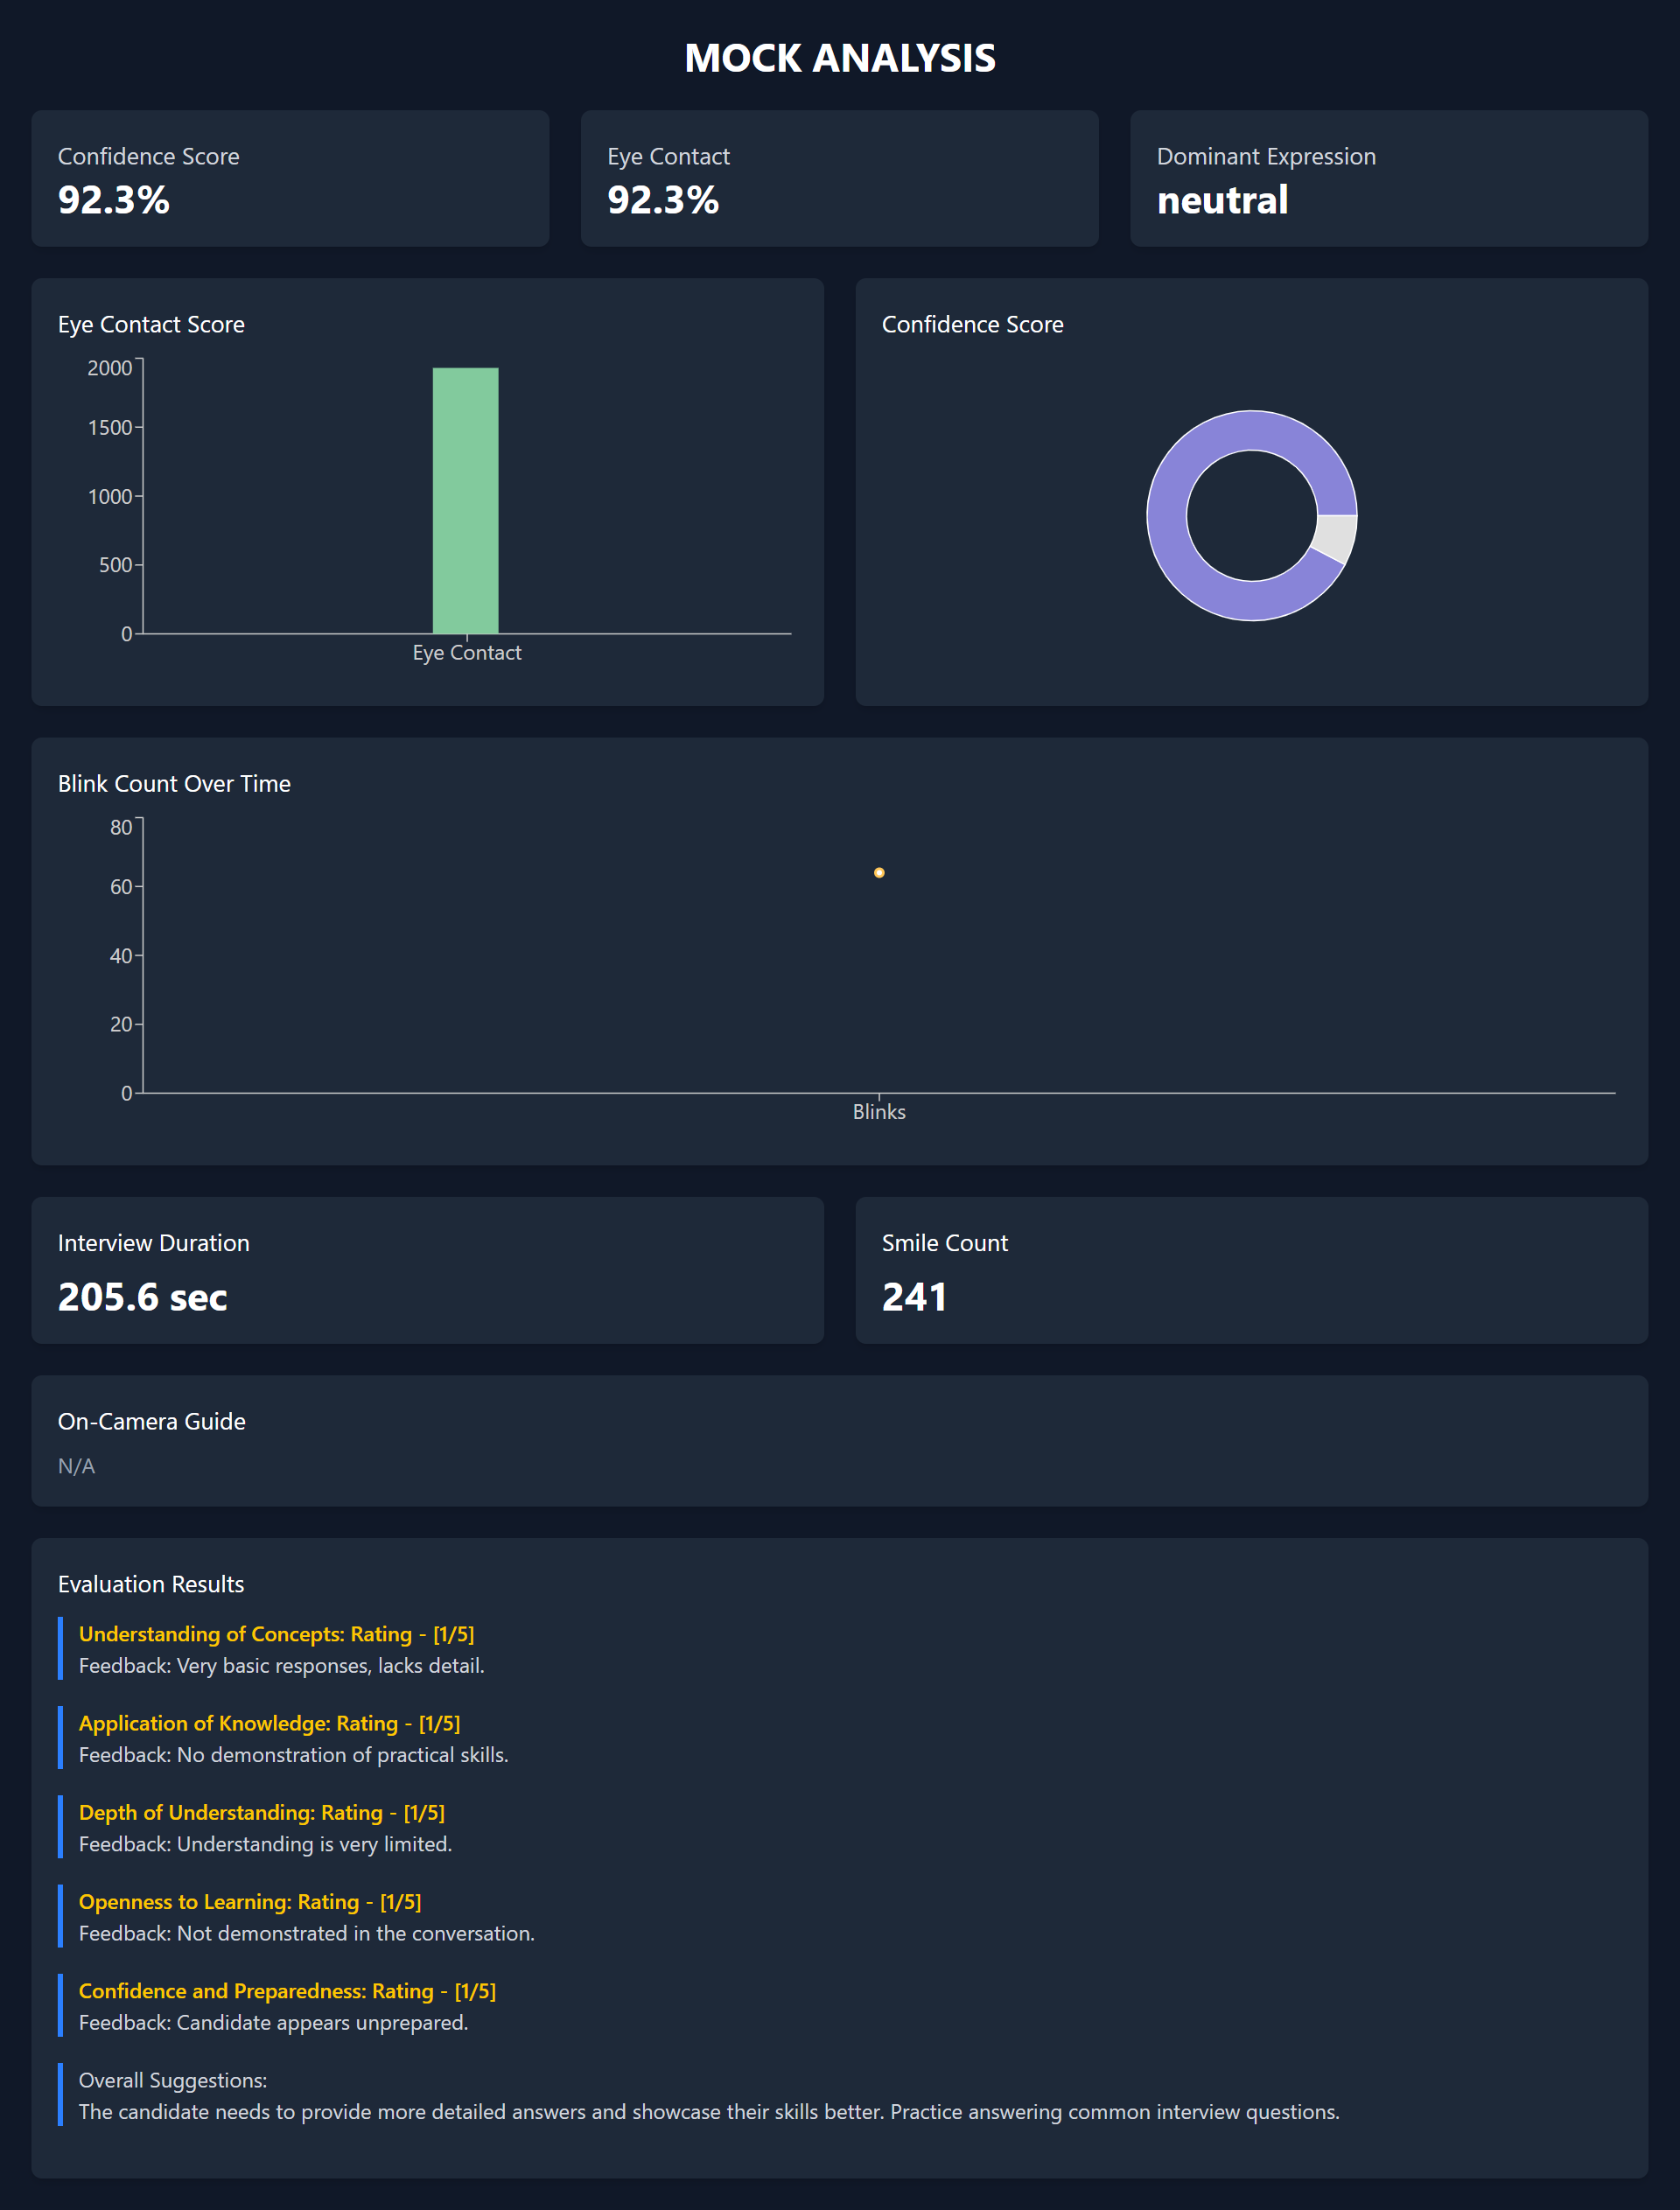 MOCK ANALYSIS
Confidence Score
92.3%
Eye Contact
92.3%
Dominant Expression
neutral
Eye Contact Score
2000
1500
1000
500
0
Eye Contact
Confidence Score
Blink Count Over Time
80
60
40
20
0
Blinks
Interview Duration
205.6 sec
Smile Count
241
On-Camera Guide
N/A
Evaluation Results
Understanding of Concepts: Rating - [1/5]
Feedback: Very basic responses, lacks detail.
Application of Knowledge: Rating - [1/5]
Feedback: No demonstration of practical skills.
Depth of Understanding: Rating - [1/5]
Feedback: Understanding is very limited.
Openness to Learning: Rating - [1/5]
Feedback: Not demonstrated in the conversation.
Confidence and Preparedness: Rating - [1/5]
Feedback: Candidate appears unprepared.
Overall Suggestions:
The candidate needs to provide more detailed answers and showcase their skills better. Practice answering common interview questions.